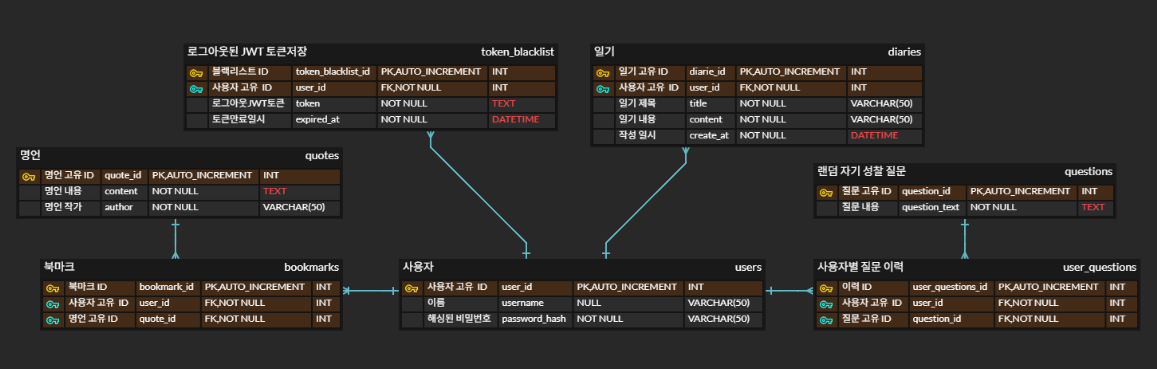 로그아웃된 JWT 토큰저장 token_blacklist
블랙리스트 ID token_blacklist_id PK,AUTO_INCREMENT INT
사용자 고유 ID user_id FK,NOT NULL INT
로그아웃JWT토큰 token NOT NULL TEXT
토큰만료일시 expired_at NOT NULL DATETIME
일기 diaries
일기 고유 ID diarie_id PK,AUTO_INCREMENT INT
사용자 고유 ID user_id FK,NOT NULL INT
일기 제목 title NOT NULL VARCHAR(50)
일기 내용 content NOT NULL VARCHAR(50)
작성 일시 create_at NOT NULL DATETIME
명언 quotes
명언 고유 ID quote_id PK,AUTO_INCREMENT INT
명언 내용 content NOT NULL TEXT
명언 작가 author NOT NULL VARCHAR(50)
랜덤 자기 성찰 질문 questions
질문 고유 ID question_id PK,AUTO_INCREMENT INT
질문 내용 question_text NOT NULL TEXT
북마크 bookmarks
북마크 ID bookmark_id PK,AUTO_INCREMENT INT
사용자 고유 ID user_id FK,NOT NULL INT
명언 고유 ID quote_id FK,NOT NULL INT
사용자 users
사용자 고유 ID user_id PK,AUTO_INCREMENT INT
이름 username NULL VARCHAR(50)
해싱된 비밀번호 password_hash NOT NULL VARCHAR(50)
사용자별 질문 이력 user_questions
이력 ID user_questions_id PK,AUTO_INCREMENT INT
사용자 고유 ID user_id FK,NOT NULL INT
질문 고유 ID question_id FK,NOT NULL INT